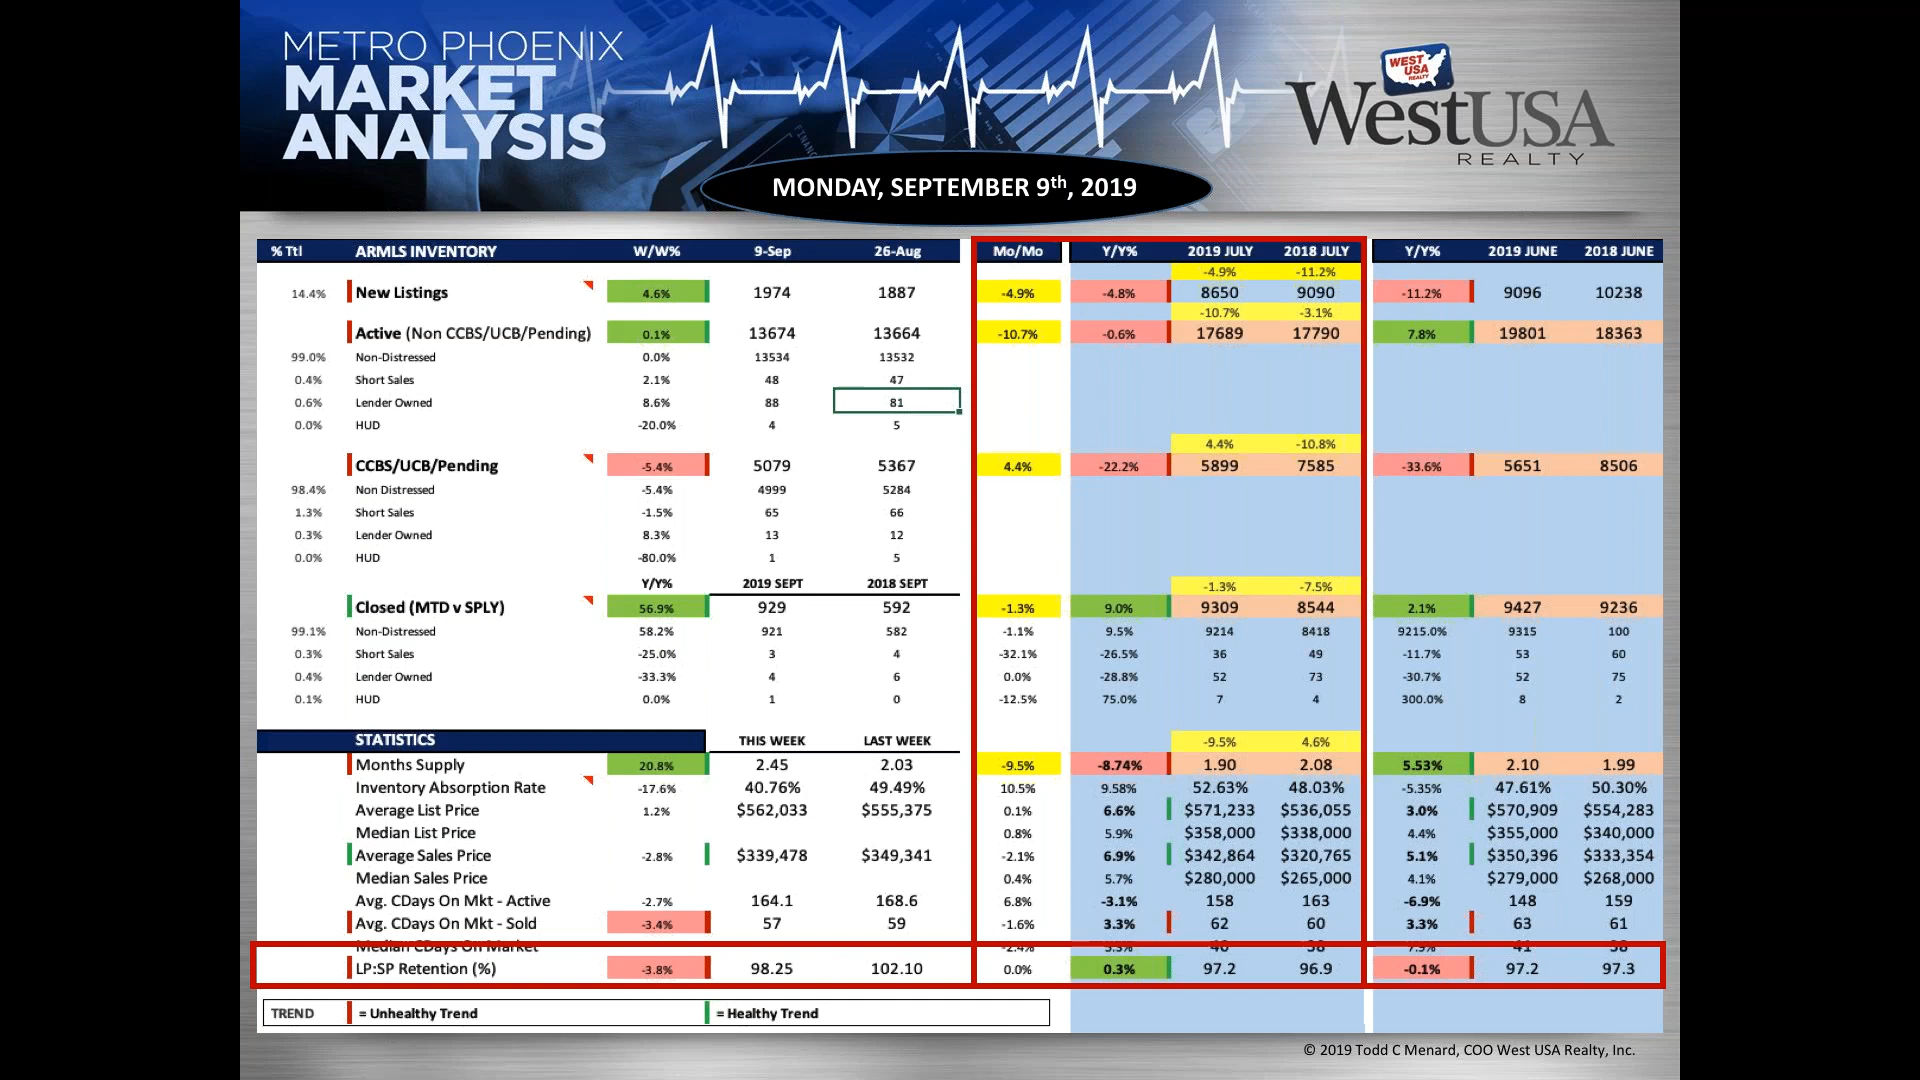 METRO PHOENIX
MARKET
ANALYSIS
WEST
USA
REALTY
WestUSA
REALTY
MONDAY, SEPTEMBER 9th, 2019
% Ttl ARMLS INVENTORY W/W% 9-Sep 26-Aug Mo/Mo Y/Y% 2019 JULY 2018 JULY Y/Y% 2019 JUNE 2018 JUNE
-4.9% -11.2%
14.4% New Listings 4.6% 1974 1887 -4.9% -4.8% 8650 9090 -11.2% 9096 10238
-10.7% -3.1%
Active (Non CCBS/UCB/Pending) 0.1% 13674 13664 -10.7% -0.6% 17689 17790 7.8% 19801 18363
99.0% Non-Distressed 0.0% 13534 13532
0.4% Short Sales 2.1% 48 47
0.6% Lender Owned 8.6% 88 81
0.0% HUD -20.0% 4 5
4.4% -10.8%
CCBS/UCB/Pending -5.4% 5079 5367 4.4% -22.2% 5899 7585 -33.6% 5651 8506
98.4% Non Distressed -5.4% 4999 5284
1.3% Short Sales -1.5% 65 66
0.3% Lender Owned 8.3% 13 12
0.0% HUD -80.0% 1 5
Y/Y% 2019 SEPT 2018 SEPT -1.3% -7.5%
Closed (MTD v SPLY) 56.9% 929 592 -1.3% 9.0% 9309 8544 2.1% 9427 9236
99.1% Non-Distressed 58.2% 921 582 -1.1% 9.5% 9214 8418 9215.0% 9315 100
0.3% Short Sales -25.0% 3 4 -32.1% -26.5% 36 49 -11.7% 53 60
0.4% Lender Owned -33.3% 4 6 0.0% -28.8% 52 73 -30.7% 52 75
0.1% HUD 0.0% 1 0 -12.5% 75.0% 7 4 300.0% 8 2
STATISTICS THIS WEEK LAST WEEK -9.5% 4.6%
Months Supply 20.8% 2.45 2.03 -9.5% -8.74% 1.90 2.08 5.53% 2.10 1.99
Inventory Absorption Rate -17.6% 40.76% 49.49% 10.5% 9.58% 52.63% 48.03% -5.35% 47.61% 50.30%
Average List Price 1.2% $562,033 $555,375 0.1% 6.6% $571,233 $536,055 3.0% $570,909 $554,283
Median List Price 0.8% 5.9% $358,000 $338,000 4.4% $355,000 $340,000
Average Sales Price -2.8% $339,478 $349,341 -2.1% 6.9% $342,864 $320,765 5.1% $350,396 $333,354
Median Sales Price 0.4% 5.7% $280,000 $265,000 4.1% $279,000 $268,000
Avg. CDays On Mkt - Active -2.7% 164.1 168.6 6.8% -3.1% 158 163 -6.9% 148 159
Avg. CDays On Mkt - Sold -3.4% 57 59 -1.6% 3.3% 62 60 3.3% 63 61
Median CDays On Market -2.4% 5.3% 40 38 7.9% 41 38
LP:SP Retention (%) -3.8% 98.25 102.10 0.0% 0.3% 97.2 96.9 -0.1% 97.2 97.3
TREND = Unhealthy Trend = Healthy Trend
© 2019 Todd C Menard, COO West USA Realty, Inc.